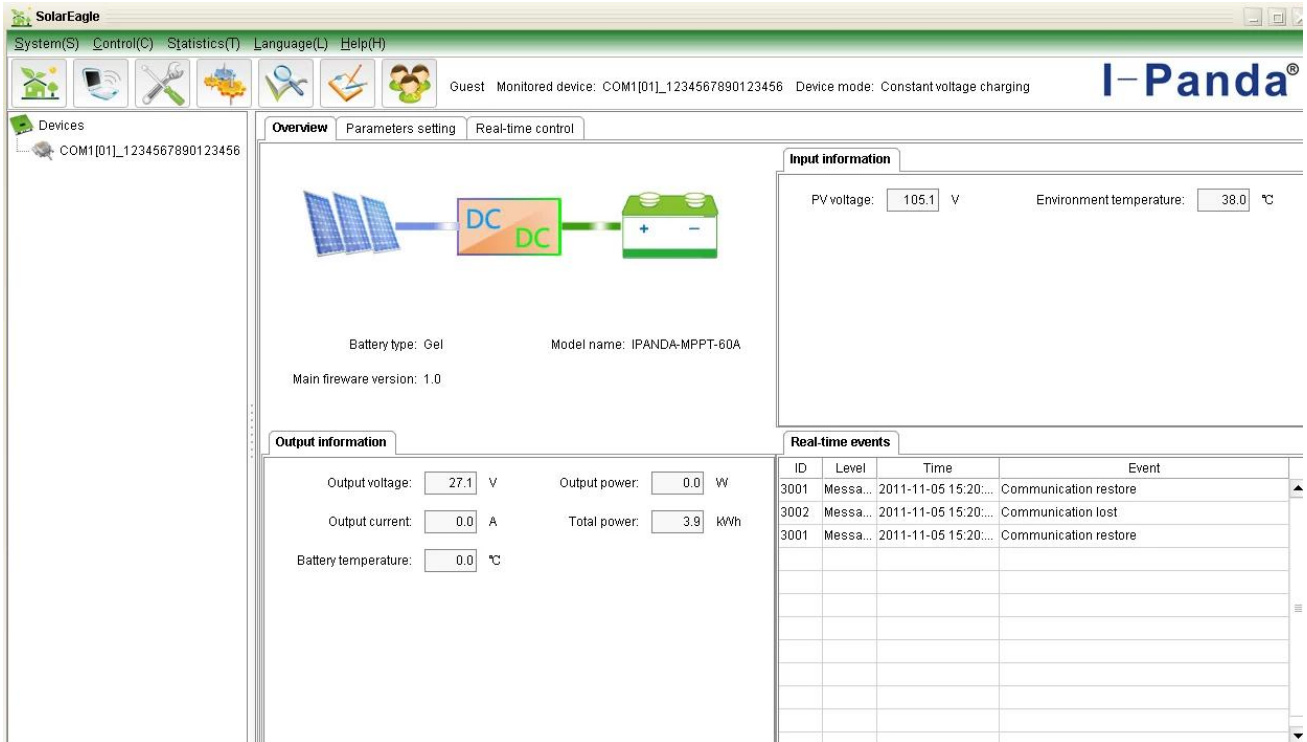 SolarEagle
System(S) Control(C) Statistics(T) Language(L) Help(H)
Guest Monitored device: COM1[01]_1234567890123456 Device mode: Constant voltage charging
I-Panda®
Devices
COM1[01]_1234567890123456
Overview Parameters setting Real-time control
DC
DC
+ −
Battery type: Gel Model name: IPANDA-MPPT-60A
Main fireware version: 1.0
Input information
PV voltage: 105.1 V Environment temperature: 38.0 ℃
Output information
Output voltage: 27.1 V Output power: 0.0 W
Output current: 0.0 A Total power: 3.9 kWh
Battery temperature: 0.0 ℃
Real-time events
ID Level Time Event
3001 Messa... 2011-11-05 15:20:... Communication restore
3002 Messa... 2011-11-05 15:20:... Communication lost
3001 Messa... 2011-11-05 15:20:... Communication restore